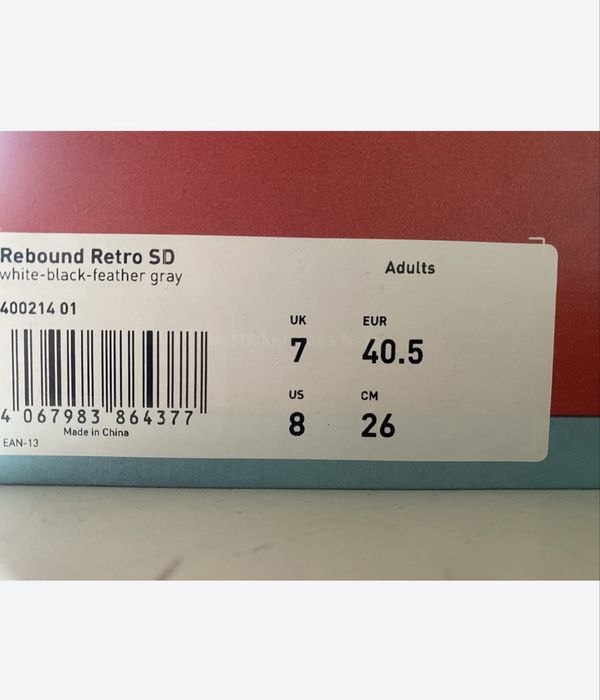 Rebound Retro SD
white-black-feather gray
Adults
400214 01
UK
7
EUR
40.5
US
8
CM
26
4 067983 864377
Made in China
EAN-13